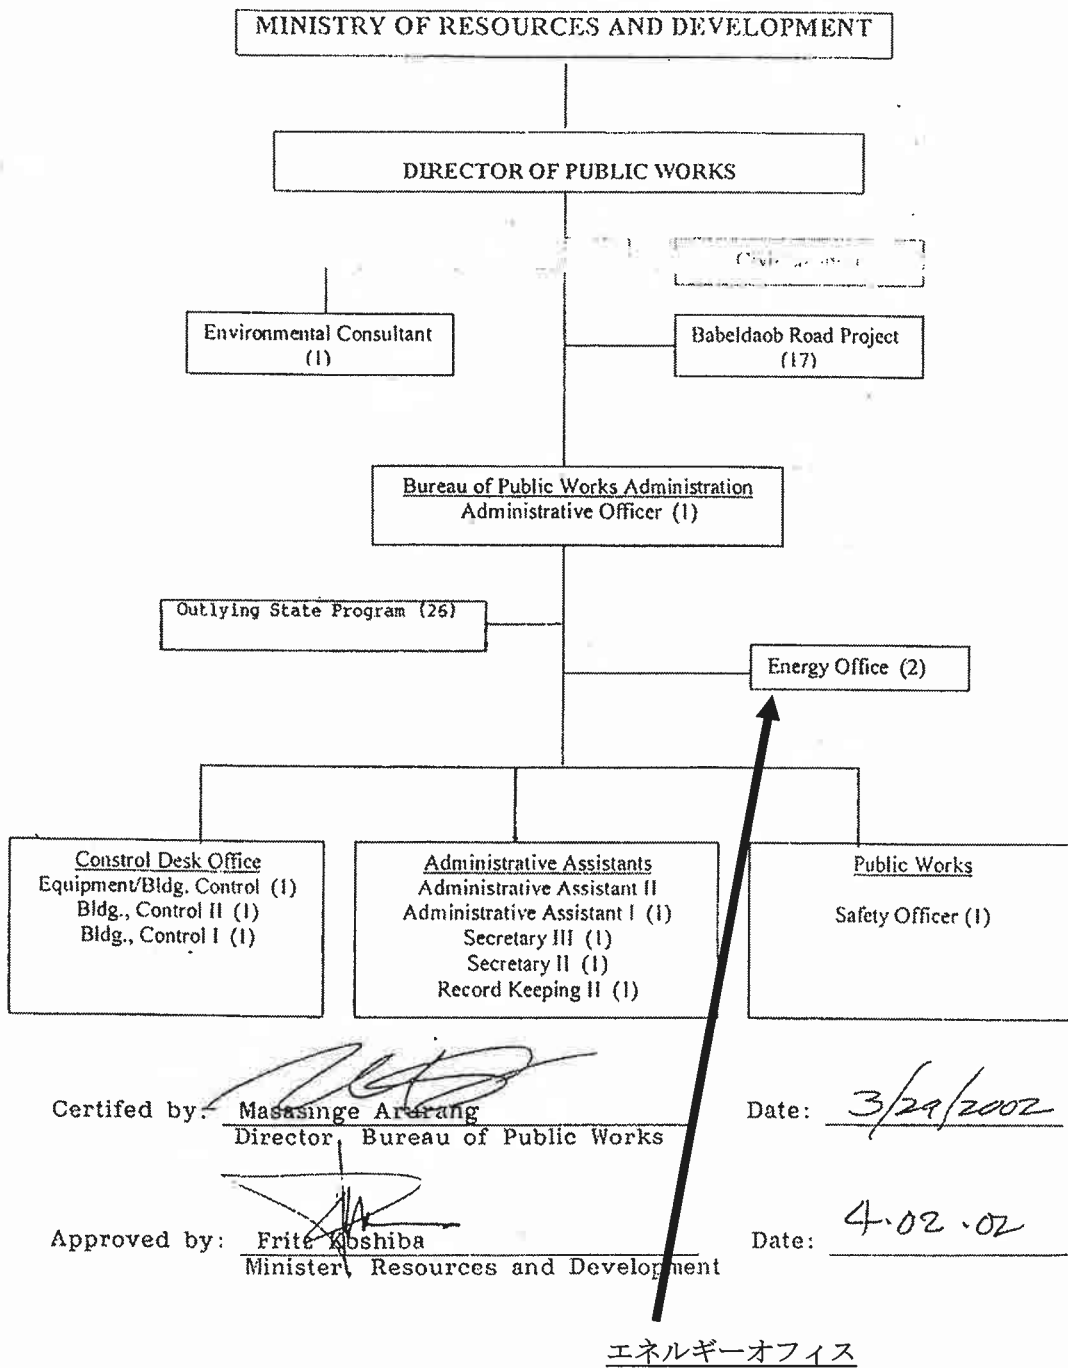 MINISTRY OF RESOURCES AND DEVELOPMENT
DIRECTOR OF PUBLIC WORKS
Environmental Consultant
(1)
Babeldaob Road Project
(17)
Bureau of Public Works Administration
Administrative Officer (1)
Outlying State Program (26)
Energy Office (2)
Constrol Desk Office
Equipment/Bldg. Control (1)
Bldg., Control II (1)
Bldg., Control I (1)
Administrative Assistants
Administrative Assistant II
Administrative Assistant I (1)
Secretary III (1)
Secretary II (1)
Record Keeping II (1)
Public Works
Safety Officer (1)
Certifed by: Masasinge Ararang
Director, Bureau of Public Works
Date: 3/29/2002
Approved by: Fritz Koshiba
Minister, Resources and Development
Date: 4.02.02
エネルギーオフィス